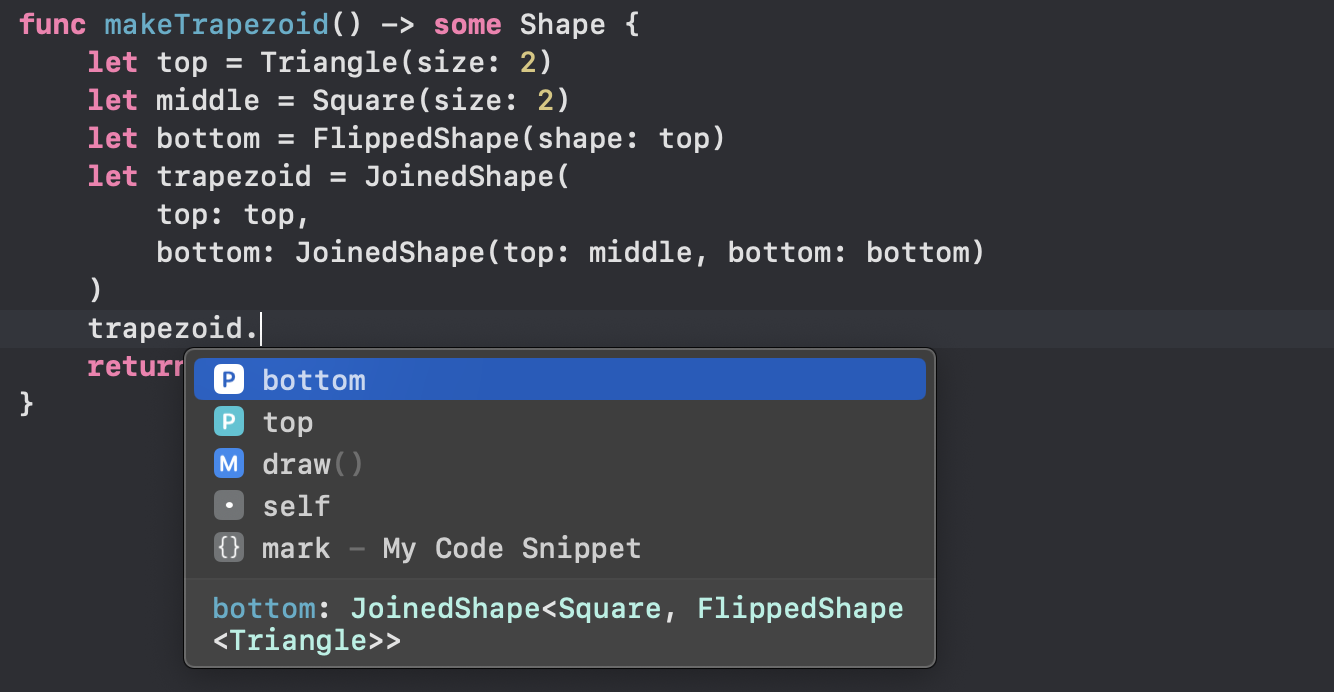 func makeTrapezoid() -> some Shape {
    let top = Triangle(size: 2)
    let middle = Square(size: 2)
    let bottom = FlippedShape(shape: top)
    let trapezoid = JoinedShape(
        top: top,
        bottom: JoinedShape(top: middle, bottom: bottom)
    )
    trapezoid.
    return
}
P bottom
P top
M draw()
self
{} mark – My Code Snippet
bottom: JoinedShape<Square, FlippedShape
<Triangle>>